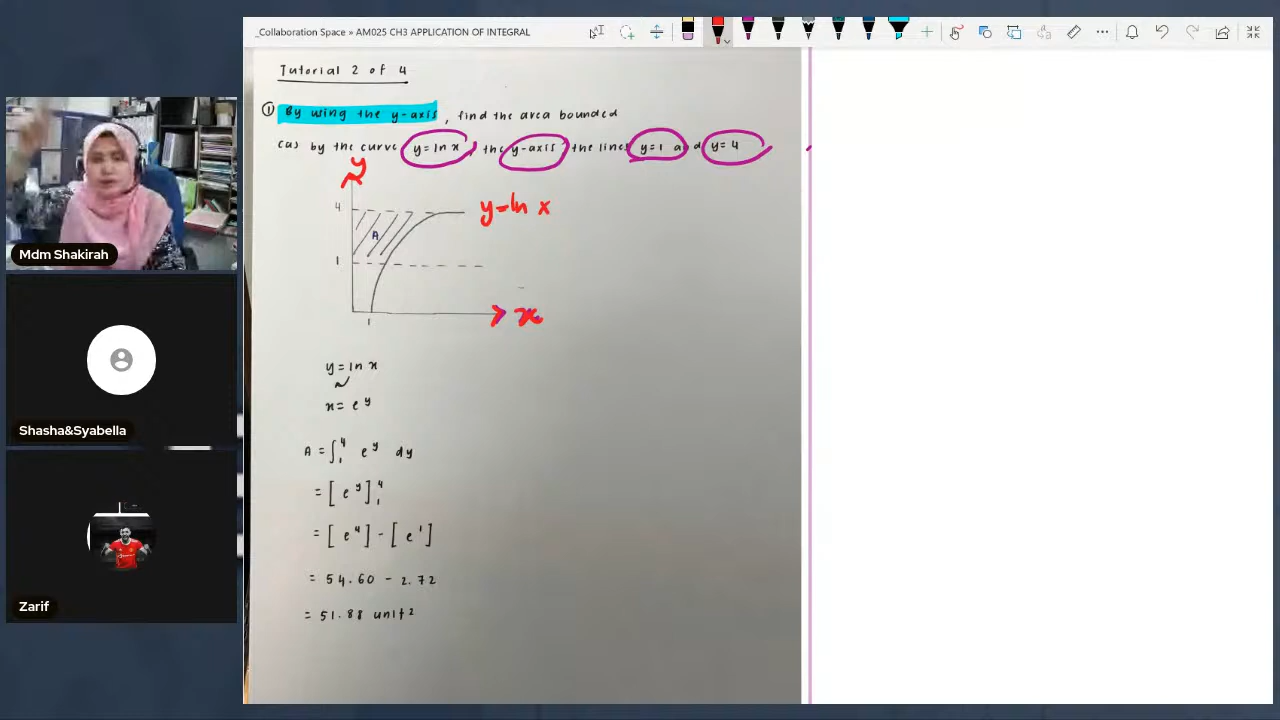 _Collaboration Space » AM025 CH3 APPLICATION OF INTEGRAL
Tutorial 2 of 4
① By using the y-axis, find the area bounded
(a) by the curve y=ln x, the y-axis, the lines y=1 and y=4
y
4
y=ln x
A
1
x
1
y=ln x
x=e^y
A = ∫₁⁴ e^y dy
= [e^y]₁⁴
= [e⁴] - [e¹]
= 54.60 - 2.72
= 51.88 unit²
Mdm Shakirah
Shasha&Syabella
Zarif